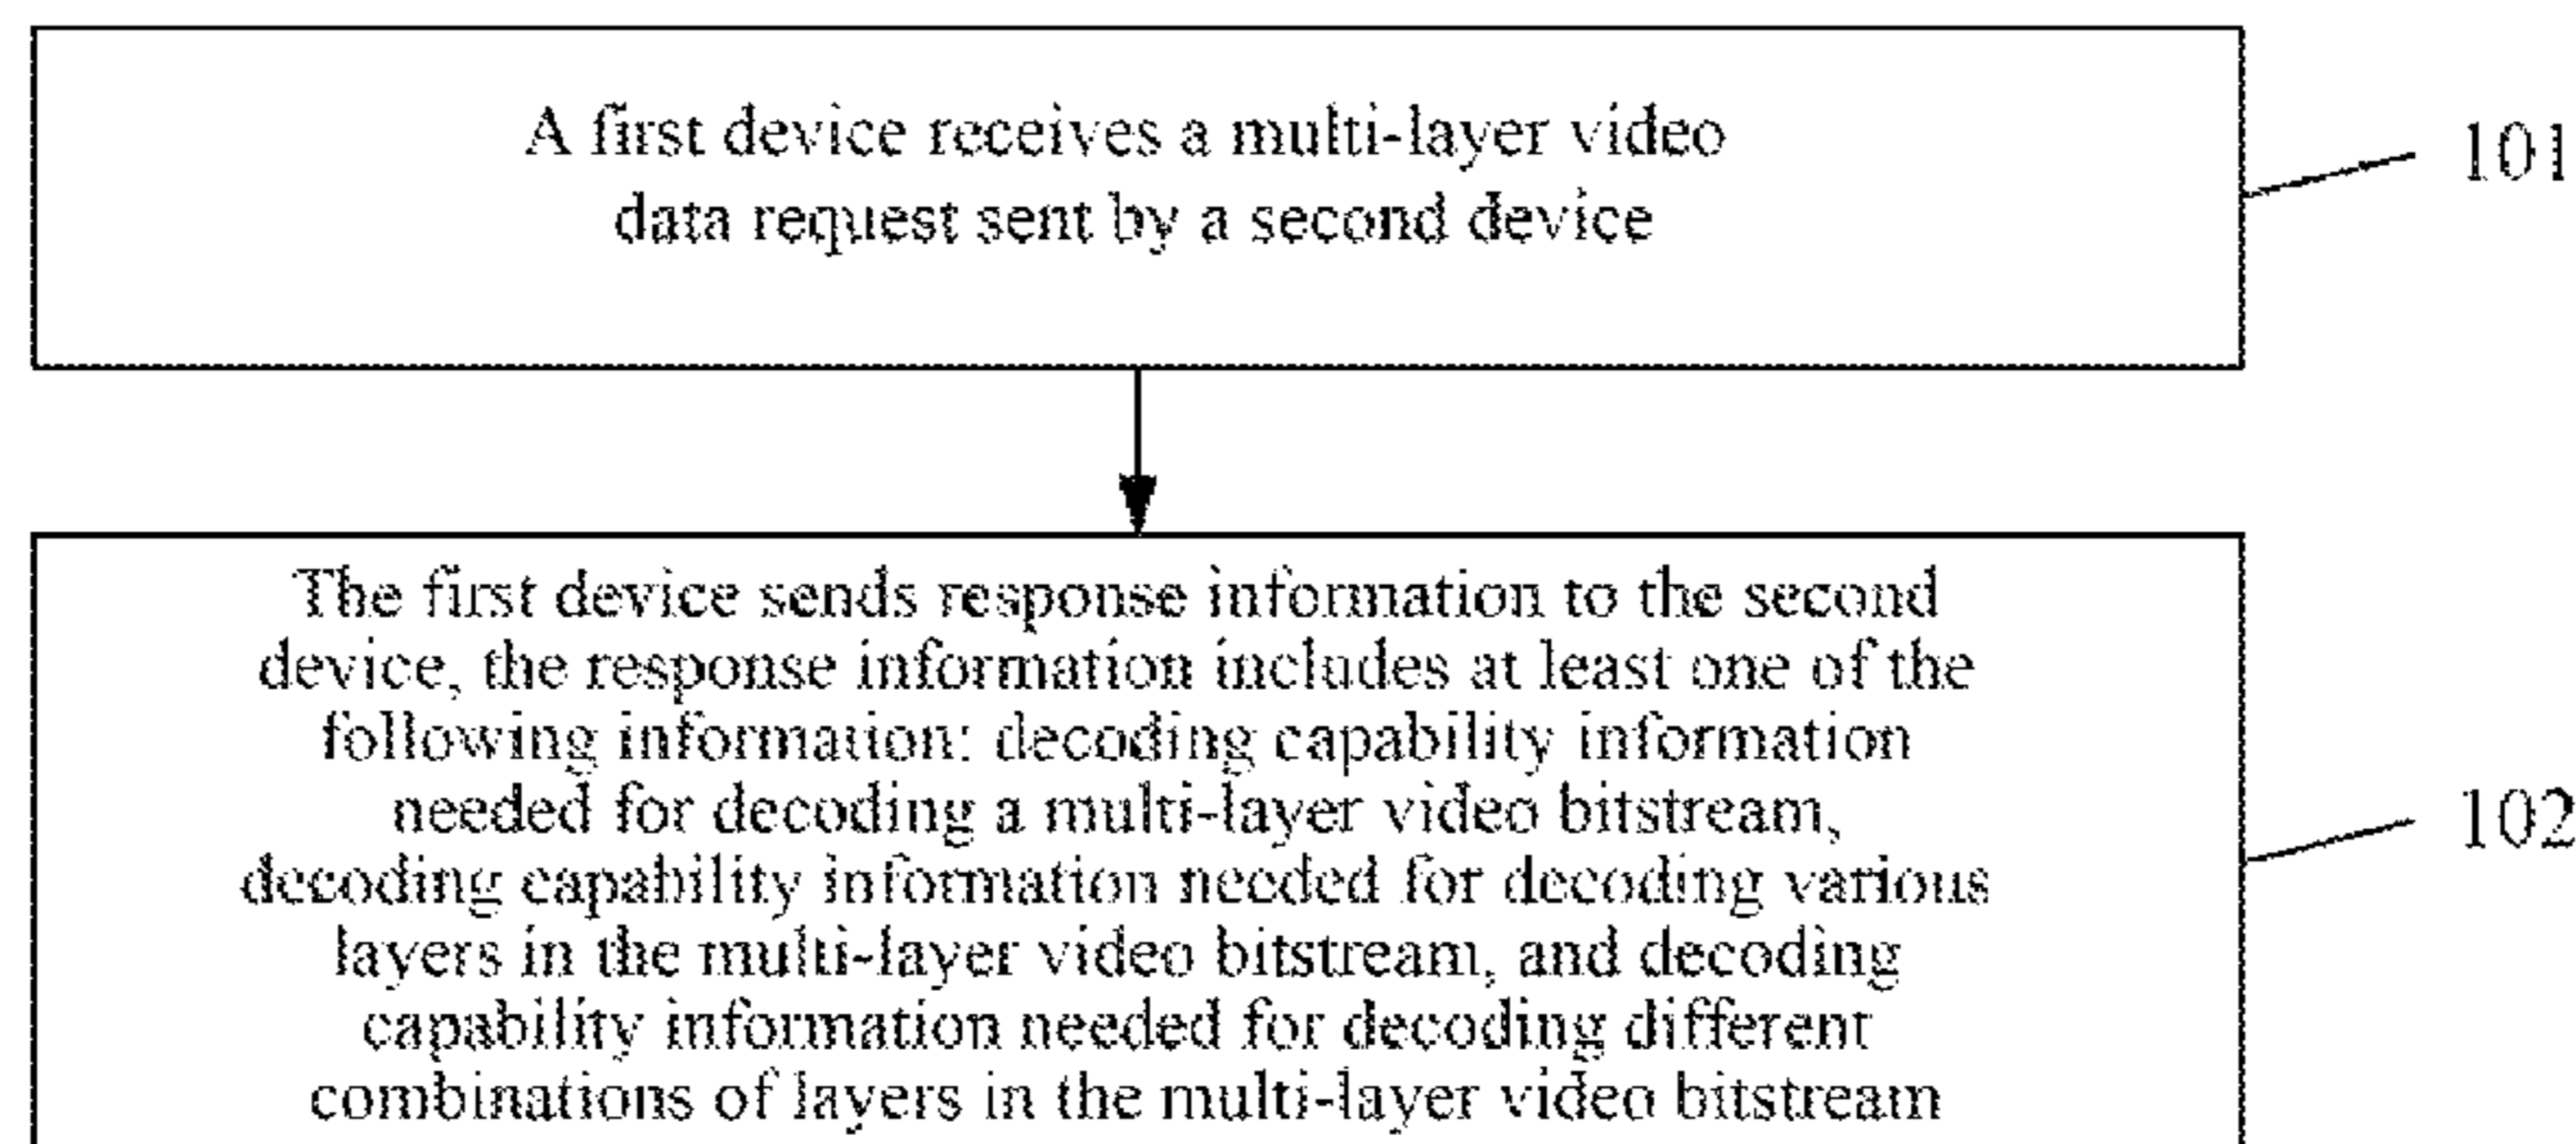 A first device receives a multi-layer video
data request sent by a second device
101
The first device sends response information to the second
device, the response information includes at least one of the
following information: decoding capability information
needed for decoding a multi-layer video bitstream,
decoding capability information needed for decoding various
layers in the multi-layer video bitstream, and decoding
capability information needed for decoding different
combinations of layers in the multi-layer video bitstream
102